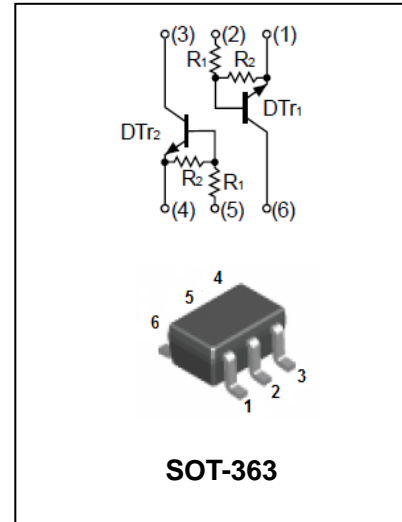 (3) (2) (1)
R1 R2
DTr1
DTr2
R2 R1
(4) (5) (6)
4
5
6
3
2
1
SOT-363